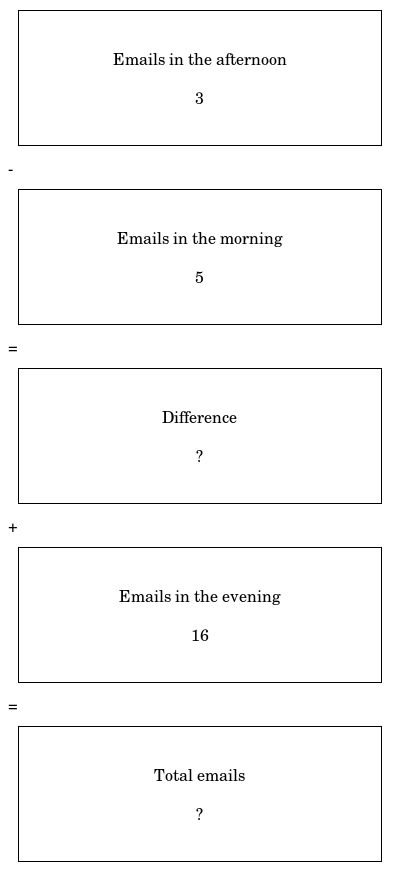 Emails in the afternoon
3
-
Emails in the morning
5
=
Difference
?
+
Emails in the evening
16
=
Total emails
?